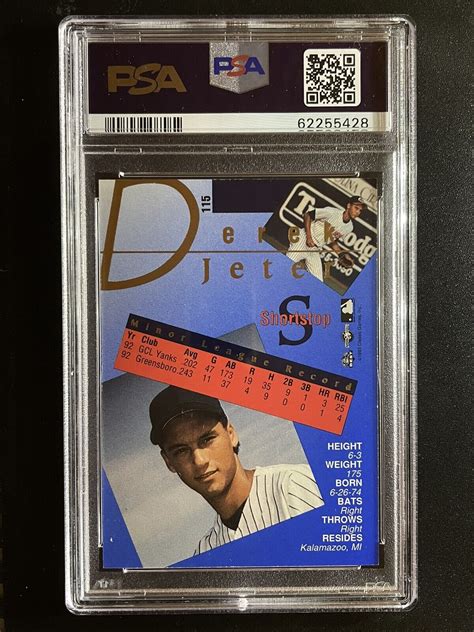 PSA
PSA
62255428
115
Derek
Jeter
S
Shortstop
Minor League Record
Yr Club Avg G AB R H 2B 3B HR RBI
92 GCL Yanks .202 47 173 19 35 9 1 3 25
92 Greensboro .243 11 37 4 9 0 0 1 4
HEIGHT
6-3
WEIGHT
175
BORN
6-26-74
BATS
Right
THROWS
Right
RESIDES
Kalamazoo, MI